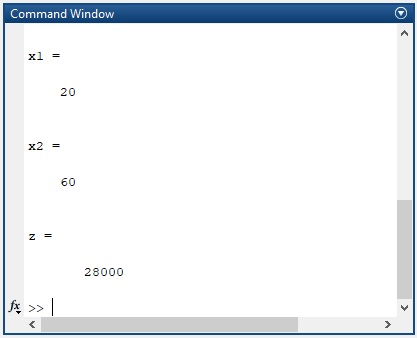 Command Window
x1 =
20
x2 =
60
z =
28000
fx >>